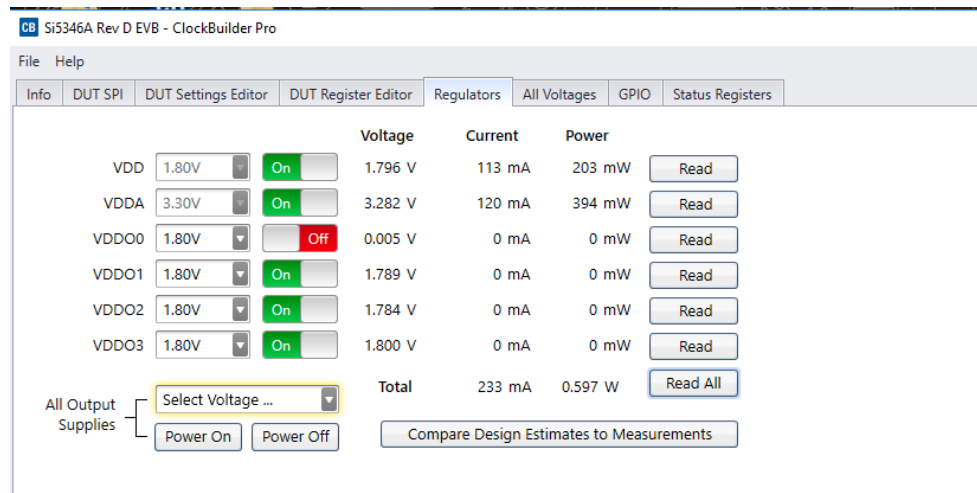 CB Si5346A Rev D EVB - ClockBuilder Pro
File Help
Info DUT SPI DUT Settings Editor DUT Register Editor Regulators All Voltages GPIO Status Registers
Voltage Current Power
VDD 1.80V On 1.796 V 113 mA 203 mW Read
VDDA 3.30V On 3.282 V 120 mA 394 mW Read
VDDO0 1.80V Off 0.005 V 0 mA 0 mW Read
VDDO1 1.80V On 1.789 V 0 mA 0 mW Read
VDDO2 1.80V On 1.784 V 0 mA 0 mW Read
VDDO3 1.80V On 1.800 V 0 mA 0 mW Read
Total 233 mA 0.597 W Read All
All Output Supplies Select Voltage ...
Power On Power Off Compare Design Estimates to Measurements